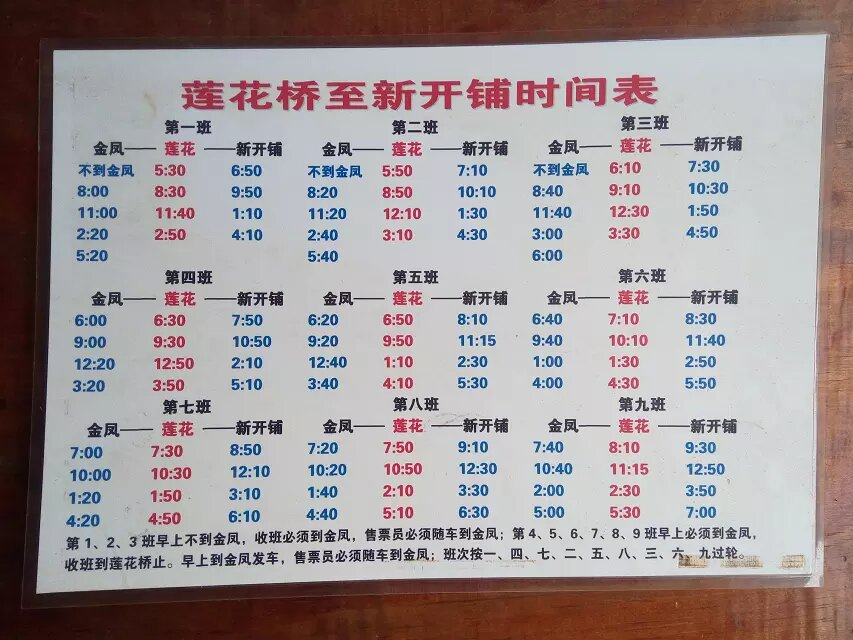 莲花桥至新开铺时间表
第一班 第二班 第三班
金凤——莲花——新开铺 金凤——莲花——新开铺 金凤——莲花——新开铺
不到金凤 5:30 6:50 不到金凤 5:50 7:10 不到金凤 6:10 7:30
8:00 8:30 9:50 8:20 8:50 10:10 8:40 9:10 10:30
11:00 11:40 1:10 11:20 12:10 1:30 11:40 12:30 1:50
2:20 2:50 4:10 2:40 3:10 4:30 3:00 3:30 4:50
5:20 5:40 6:00
第四班 第五班 第六班
金凤——莲花——新开铺 金凤——莲花——新开铺 金凤——莲花——新开铺
6:00 6:30 7:50 6:20 6:50 8:10 6:40 7:10 8:30
9:00 9:30 10:50 9:20 9:50 11:15 9:40 10:10 11:40
12:20 12:50 2:10 12:40 1:10 2:30 1:00 1:30 2:50
3:20 3:50 5:10 3:40 4:10 5:30 4:00 4:30 5:50
第七班 第八班 第九班
金凤——莲花——新开铺 金凤——莲花——新开铺 金凤——莲花——新开铺
7:00 7:30 8:50 7:20 7:50 9:10 7:40 8:10 9:30
10:00 10:30 12:10 10:20 10:50 12:30 10:40 11:15 12:50
1:20 1:50 3:10 1:40 2:10 3:30 2:00 2:30 3:50
4:20 4:50 6:10 4:40 5:10 6:30 5:00 5:30 7:00
第1、2、3班早上不到金凤，收班必须到金凤，售票员必须随车到金凤；第4、5、6、7、8、9班早上必须到金凤，
收班到莲花桥止。早上到金凤发车，售票员必须随车到金凤；班次按一、四、七、二、五、八、三、六、九过轮。